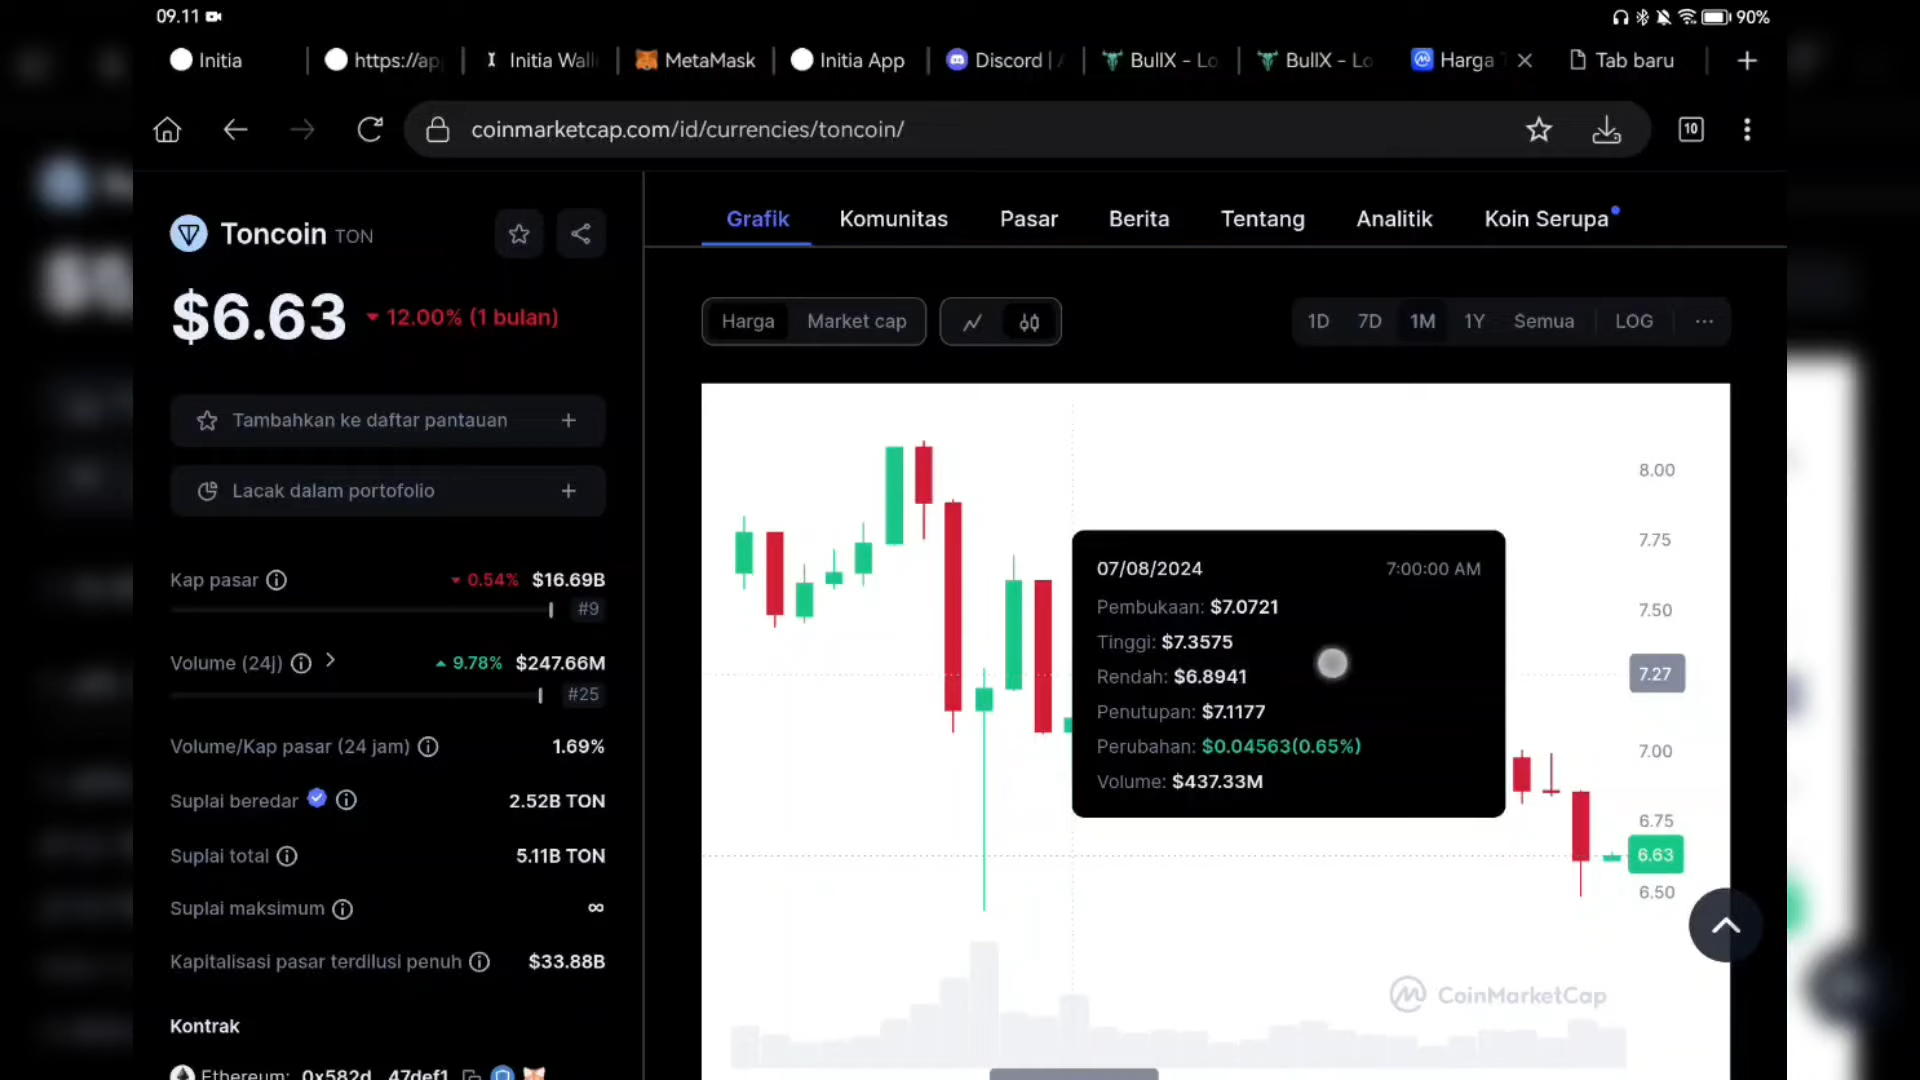 09.11
90%
Initia
https://ap
Initia Wall
MetaMask
Initia App
Discord |
BullX - Lo
BullX - Lo
Harga
Tab baru
coinmarketcap.com/id/currencies/toncoin/
10
Toncoin TON
$6.63 12.00% (1 bulan)
Tambahkan ke daftar pantauan
Lacak dalam portofolio
Kap pasar 0.54% $16.69B
#9
Volume (24j) 9.78% $247.66M
#25
Volume/Kap pasar (24 jam) 1.69%
Suplai beredar 2.52B TON
Suplai total 5.11B TON
Suplai maksimum ∞
Kapitalisasi pasar terdilusi penuh $33.88B
Kontrak
Ethereum: 0x582d...47def1
Grafik
Komunitas
Pasar
Berita
Tentang
Analitik
Koin Serupa
Harga
Market cap
1D
7D
1M
1Y
Semua
LOG
07/08/2024 7:00:00 AM
Pembukaan: $7.0721
Tinggi: $7.3575
Rendah: $6.8941
Penutupan: $7.1177
Perubahan: $0.04563(0.65%)
Volume: $437.33M
8.00
7.75
7.50
7.27
7.00
6.75
6.63
6.50
CoinMarketCap